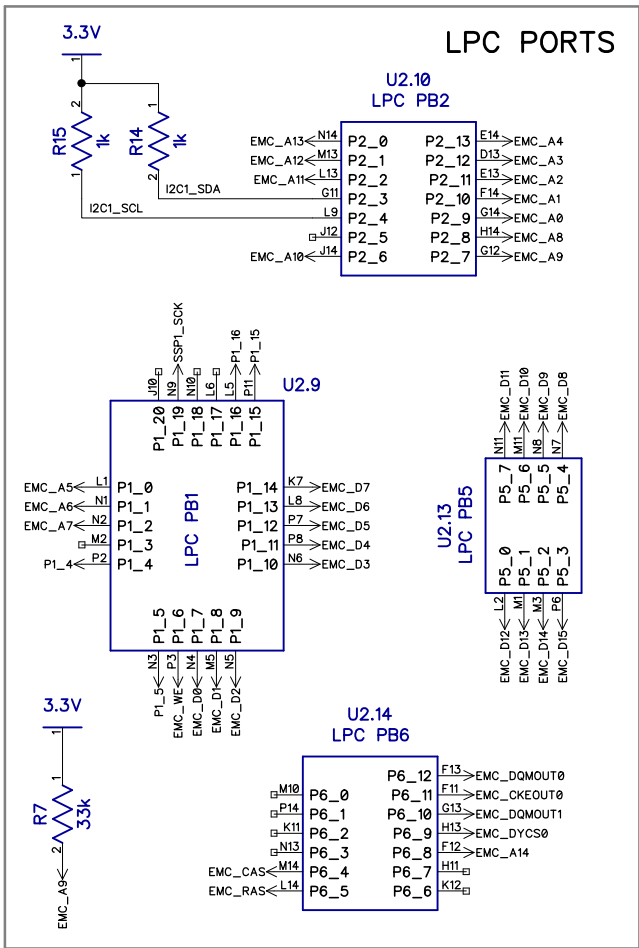 LPC PORTS
3.3V
1
2
R15
1k
1
1
R14
1k
2
I2C1_SDA
I2C1_SCL
U2.10
LPC PB2
EMC_A13 N14 P2_0 P2_13 E14 EMC_A4
EMC_A12 M13 P2_1 P2_12 D13 EMC_A3
EMC_A11 L13 P2_2 P2_11 E13 EMC_A2
G11 P2_3 P2_10 F14 EMC_A1
L9 P2_4 P2_9 G14 EMC_A0
J12 P2_5 P2_8 H14 EMC_A8
EMC_A10 J14 P2_6 P2_7 G12 EMC_A9
U2.9
LPC PB1
J10 P1_20
SSP1_SCK N9 P1_19
N10 P1_18
L6 P1_17
P1_16 L5 P1_16
P1_15 P11 P1_15
EMC_A5 L1 P1_0 P1_14 K7 EMC_D7
EMC_A6 N1 P1_1 P1_13 L8 EMC_D6
EMC_A7 N2 P1_2 P1_12 P7 EMC_D5
M2 P1_3 P1_11 P8 EMC_D4
P1_4 P2 P1_4 P1_10 N6 EMC_D3
P1_5 N3 P1_5
P1_6 P3 EMC_WE
P1_7 N4 EMC_D0
P1_8 M5 EMC_D1
P1_9 N5 EMC_D2
U2.13
LPC PB5
EMC_D11 N11 P5_7
EMC_D10 M11 P5_6
EMC_D9 N8 P5_5
EMC_D8 N7 P5_4
P5_0 L2 EMC_D12
P5_1 M1 EMC_D13
P5_2 M3 EMC_D14
P5_3 P6 EMC_D15
3.3V
1
1
R7
33k
2
EMC_A9
U2.14
LPC PB6
P6_12 F13 EMC_DQMOUT0
M10 P6_0 P6_11 F11 EMC_CKEOUT0
P14 P6_1 P6_10 G13 EMC_DQMOUT1
K11 P6_2 P6_9 H13 EMC_DYCS0
N13 P6_3 P6_8 F12 EMC_A14
EMC_CAS M14 P6_4 P6_7 H11
EMC_RAS L14 P6_5 P6_6 K12